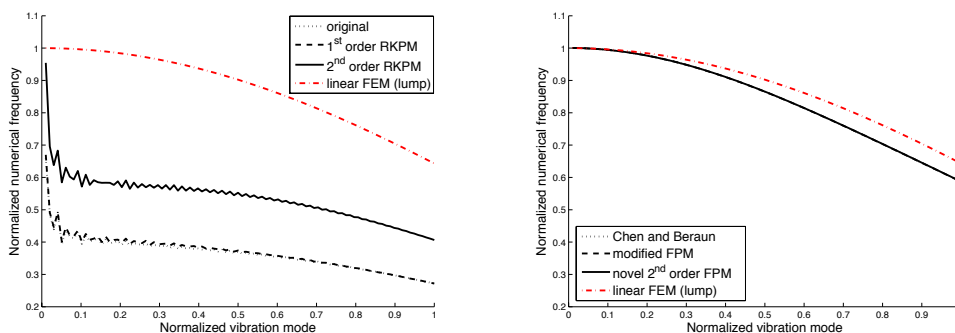 original
1st order RKPM
2nd order RKPM
linear FEM (lump)
Normalized numerical frequency
1.1
1
0.9
0.8
0.7
0.6
0.5
0.4
0.3
0.2
0 0.1 0.2 0.3 0.4 0.5 0.6 0.7 0.8 0.9 1
Normalized vibration mode
Normalized numerical frequency
1.1
1
0.9
0.8
0.7
0.6
0.5
0.4
0.3
0.2
Chen and Beraun
modified FPM
novel 2nd order FPM
linear FEM (lump)
0 0.1 0.2 0.3 0.4 0.5 0.6 0.7 0.8 0.9
Normalized vibration mode